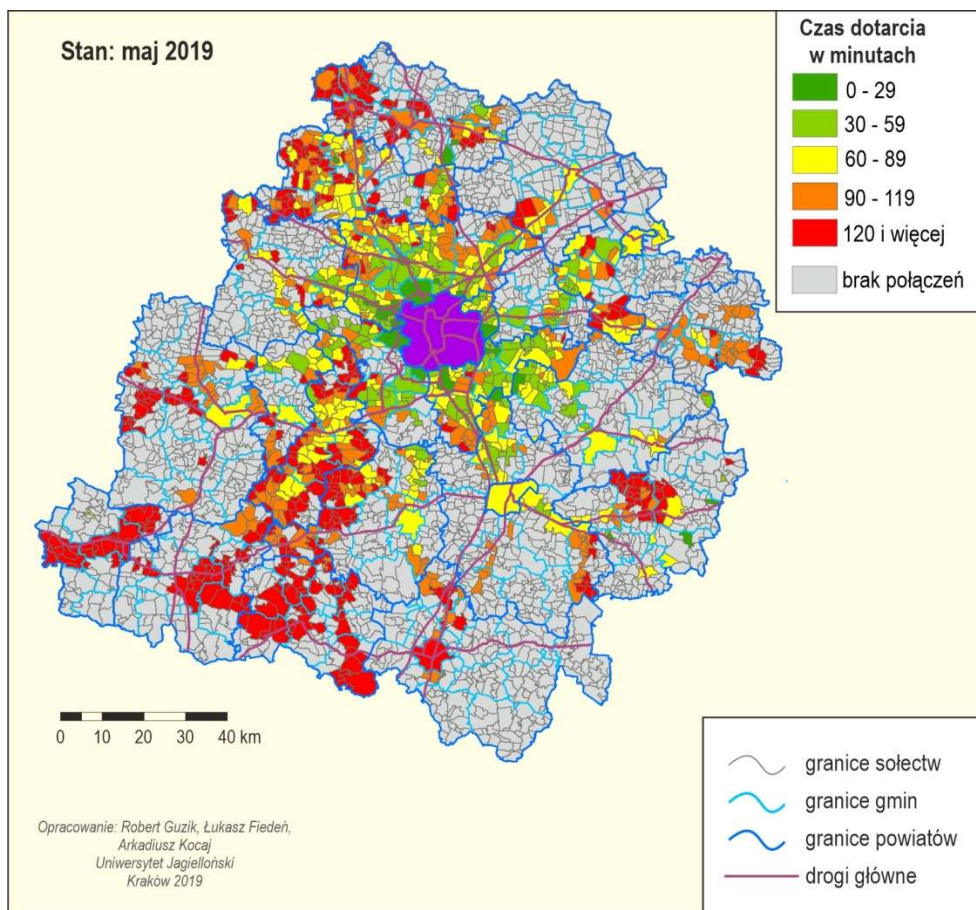 Stan: maj 2019
Czas dotarcia
w minutach
0 - 29
30 - 59
60 - 89
90 - 119
120 i więcej
brak połączeń
0 10 20 30 40 km
granice sołectw
granice gmin
granice powiatów
drogi główne
Opracowanie: Robert Guzik, Łukasz Fiedeń,
Arkadiusz Kocaj
Uniwersytet Jagielloński
Kraków 2019